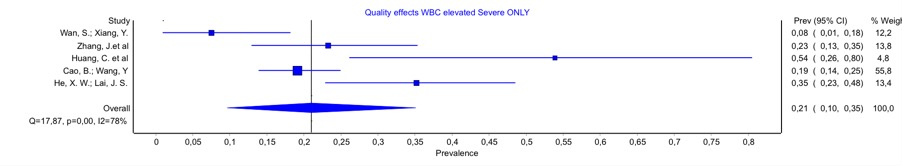 Quality effects WBC elevated Severe ONLY
Study Prev (95% CI) % Weigh
Wan, S.; Xiang, Y. 0,08 ( 0,01, 0,18) 12,2
Zhang, J.et al 0,23 ( 0,13, 0,35) 13,8
Huang, C. et al 0,54 ( 0,26, 0,80) 4,8
Cao, B.; Wang, Y 0,19 ( 0,14, 0,25) 55,8
He, X. W.; Lai, J. S. 0,35 ( 0,23, 0,48) 13,4
Overall 0,21 ( 0,10, 0,35) 100,0
Q=17,87, p=0,00, I2=78%
0 0,05 0,1 0,15 0,2 0,25 0,3 0,35 0,4 0,45 0,5 0,55 0,6 0,65 0,7 0,75 0,8
Prevalence